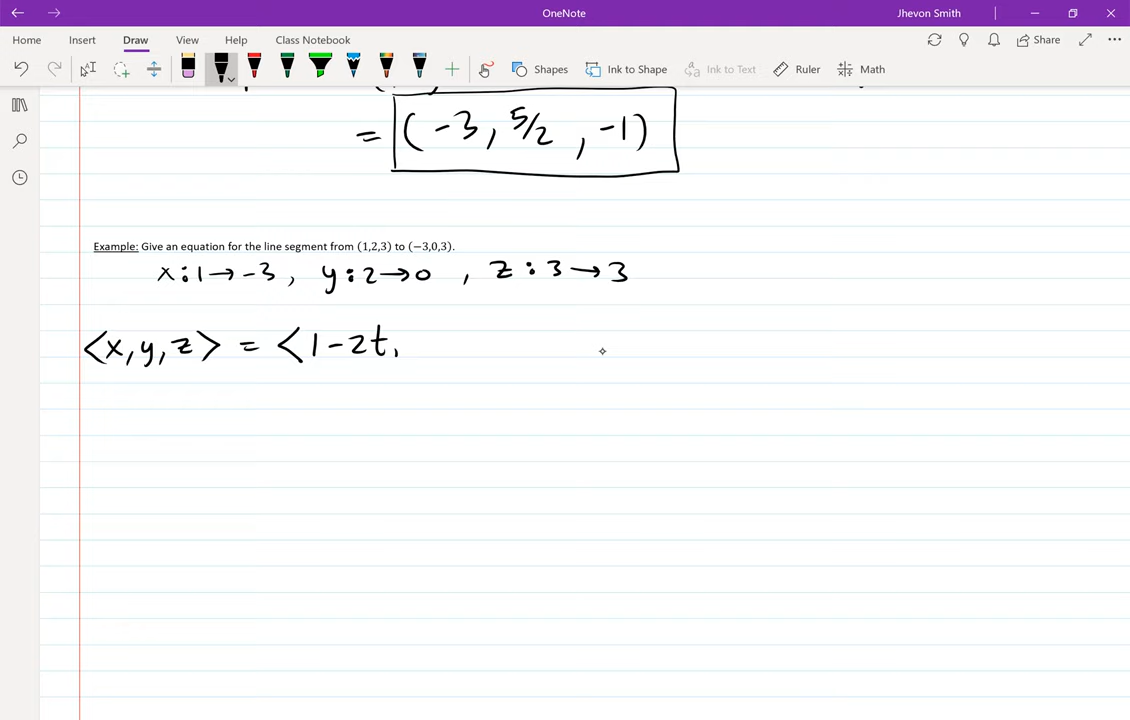 OneNote
Jhevon Smith
Home Insert Draw View Help Class Notebook
Share
Shapes Ink to Shape Ink to Text Ruler Math
= (-3, 5/2, -1)
Example: Give an equation for the line segment from (1,2,3) to (−3,0,3).
x : 1 → -3, y : 2 → 0, z : 3 → 3
<x, y, z> = <1 - 2t,